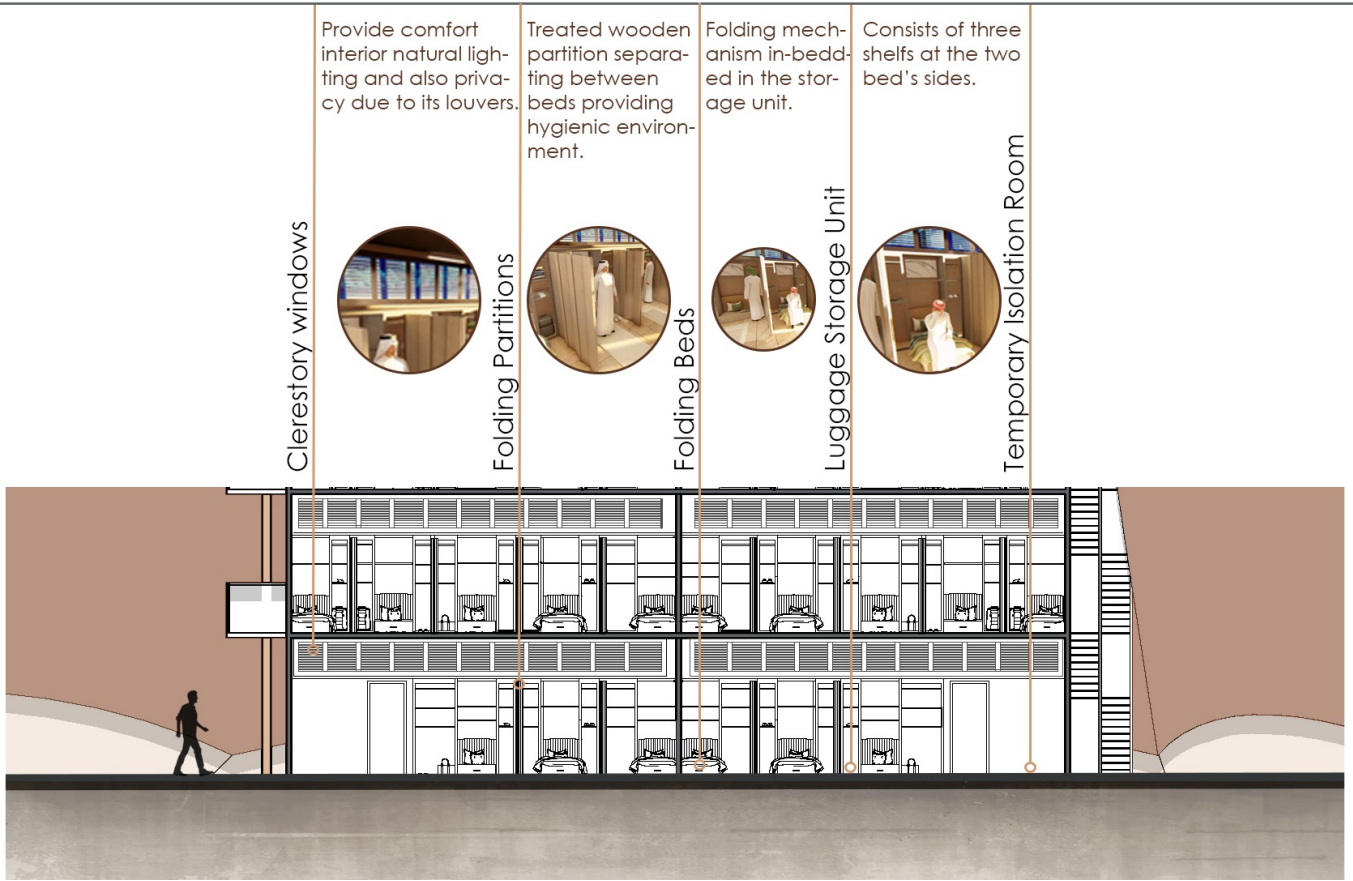 Provide comfort
interior natural ligh-
ting and also priva-
cy due to its louvers.
Treated wooden
partition separa-
ting between
beds providing
hygienic environ-
ment.
Folding mech-
anism in-bedd-
ed in the stor-
age unit.
Consists of three
shelfs at the two
bed's sides.
Clerestory windows
Folding Partitions
Folding Beds
Luggage Storage Unit
Temporary Isolation Room